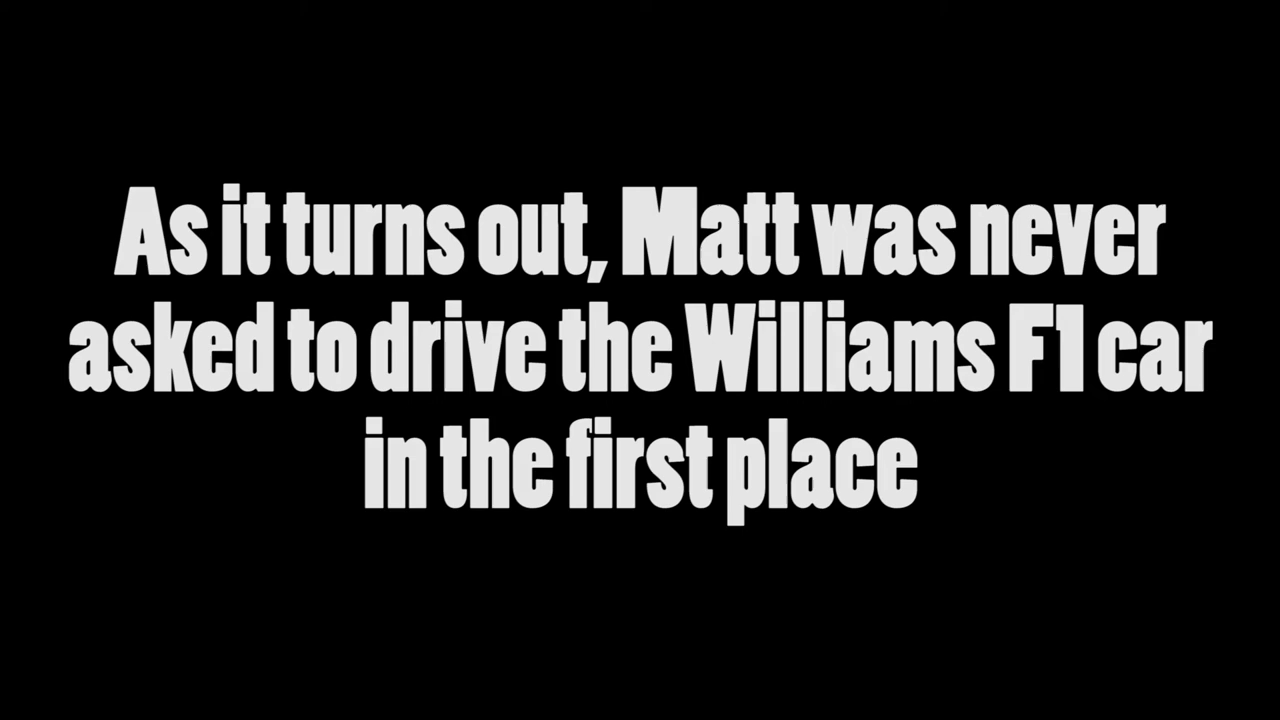 As it turns out, Matt was never
asked to drive the Williams F1 car
in the first place